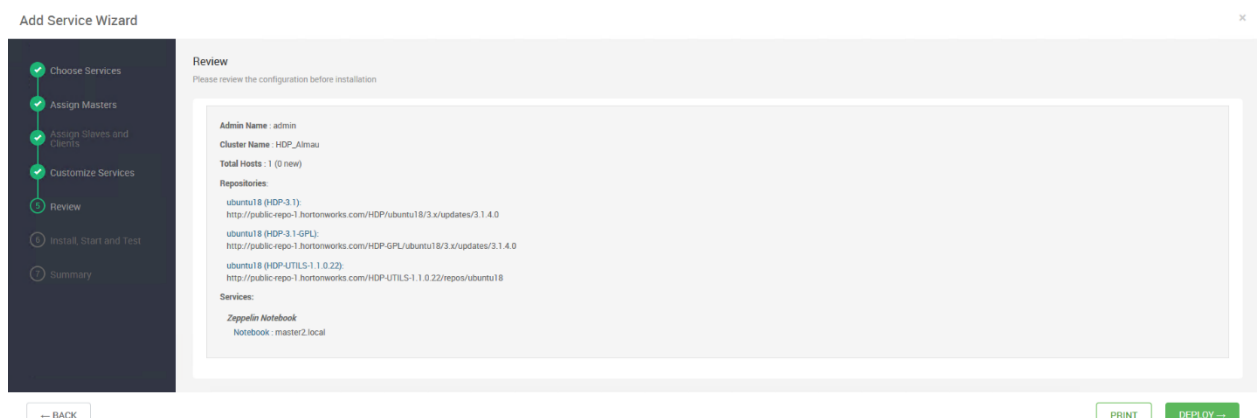 Add Service Wizard
×
Choose Services
Assign Masters
Assign Slaves and
Clients
Customize Services
5 Review
6 Install, Start and Test
7 Summary
Review
Please review the configuration before installation
Admin Name : admin
Cluster Name : HDP_Almau
Total Hosts : 1 (0 new)
Repositories:
ubuntu18 (HDP-3.1):
http://public-repo-1.hortonworks.com/HDP/ubuntu18/3.x/updates/3.1.4.0
ubuntu18 (HDP-3.1-GPL):
http://public-repo-1.hortonworks.com/HDP-GPL/ubuntu18/3.x/updates/3.1.4.0
ubuntu18 (HDP-UTILS-1.1.0.22):
http://public-repo-1.hortonworks.com/HDP-UTILS-1.1.0.22/repos/ubuntu18
Services:
Zeppelin Notebook
Notebook : master2.local
← BACK
PRINT
DEPLOY →